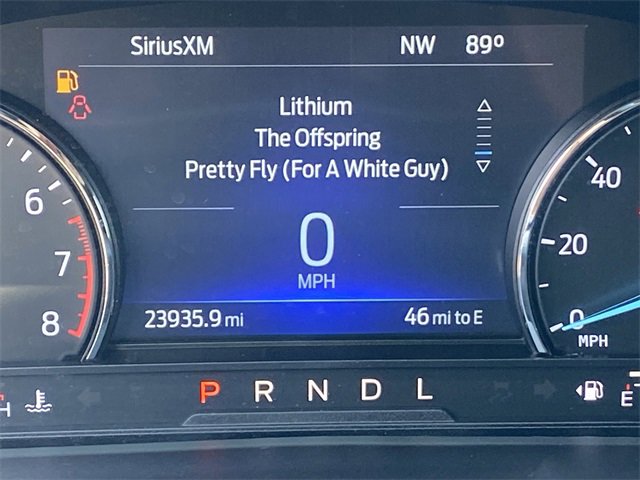 SiriusXM NW 89º
Lithium
The Offspring
Pretty Fly (For A White Guy)
0
MPH
23935.9 mi 46 mi to E
6
7
8
40
20
0
MPH
H P R N D L E